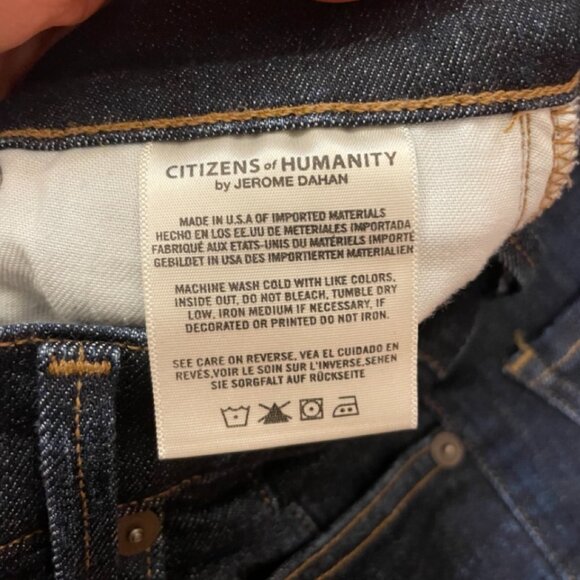 CITIZENS of HUMANITY
by JEROME DAHAN
MADE IN U.S.A OF IMPORTED MATERIALS
HECHO EN LOS EE.UU DE METERIALES IMPORTADA
FABRIQUÉ AUX ETATS-UNIS DU MATÉRIELS IMPORTE
GEBILDET IN USA DES IMPORTIERTEN MATERIALIEN
MACHINE WASH COLD WITH LIKE COLORS,
INSIDE OUT, DO NOT BLEACH, TUMBLE DRY
LOW, IRON MEDIUM IF NECESSARY, IF
DECORATED OR PRINTED DO NOT IRON.
SEE CARE ON REVERSE, VEA EL CUIDADO EN
REVÉS,VOIR LE SOIN SUR L'INVERSE,SEHEN
SIE SORGFALT AUF RÜCKSEITE